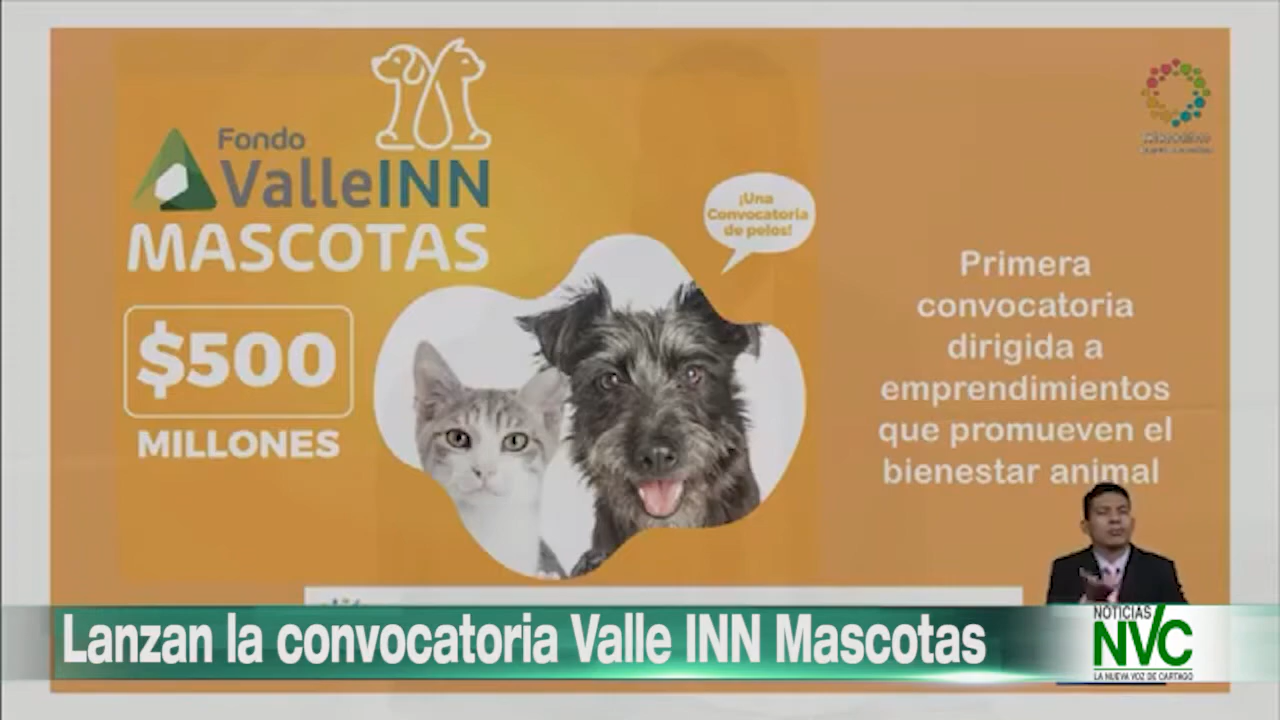 Fondo
ValleINN
MASCOTAS
$500
MILLONES
¡Una
Convocatoria
de pelos!
Primera
convocatoria
dirigida a
emprendimientos
que promueven el
bienestar animal
Lanzan la convocatoria Valle INN Mascotas
NOTICIAS
NVC
LA NUEVA VOZ DE CARTAGO